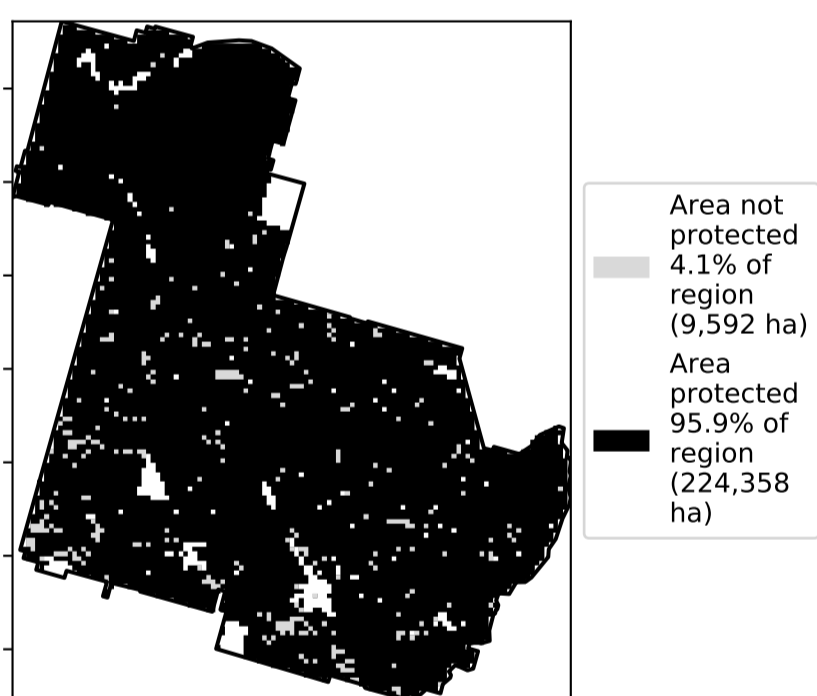 Area not
protected
4.1% of
region
(9,592 ha)
Area
protected
95.9% of
region
(224,358
ha)